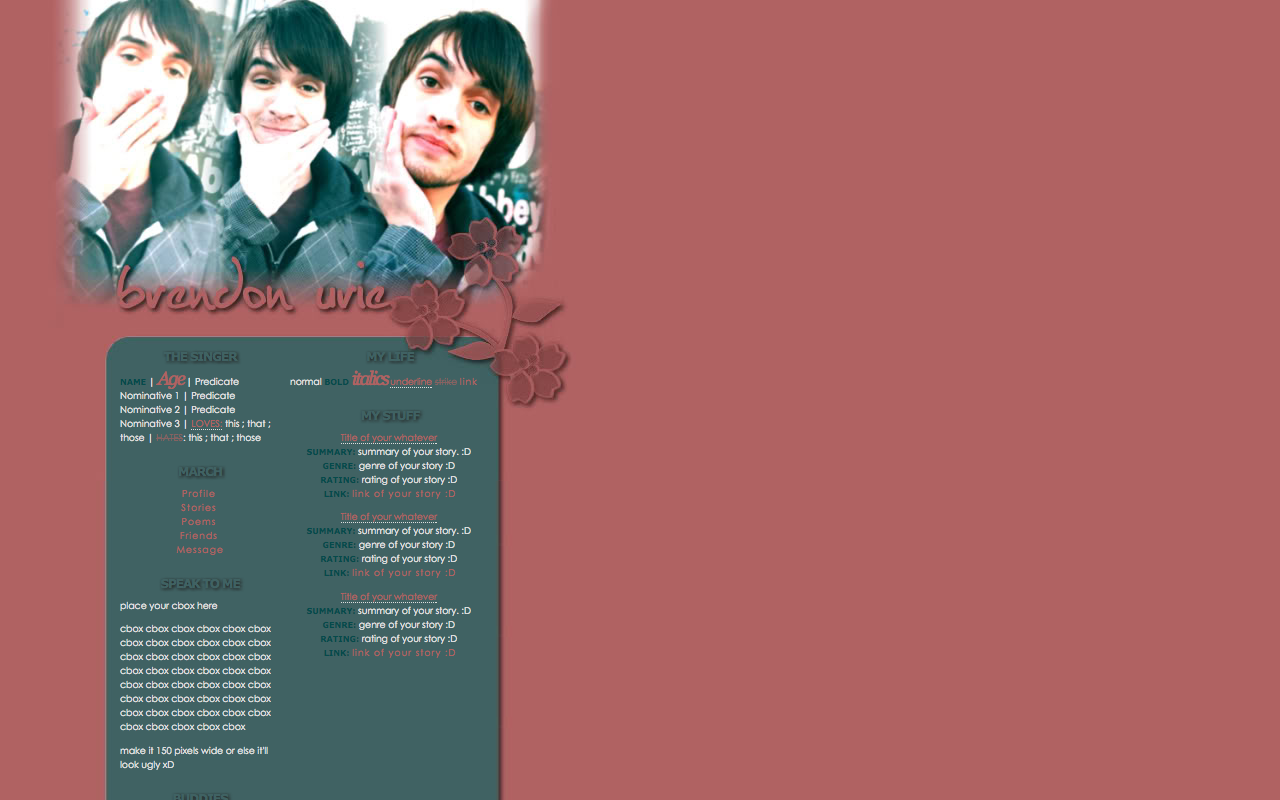 Abbey
brendon urie
THE SINGER
NAME | Age | Predicate
Nominative 1 | Predicate
Nominative 2 | Predicate
Nominative 3 | LOVES: this ; that ;
those | HATES: this ; that ; those
MARCH
Profile
Stories
Poems
Friends
Message
SPEAK TO ME
place your cbox here
cbox cbox cbox cbox cbox cbox
cbox cbox cbox cbox cbox cbox
cbox cbox cbox cbox cbox cbox
cbox cbox cbox cbox cbox cbox
cbox cbox cbox cbox cbox cbox
cbox cbox cbox cbox cbox cbox
cbox cbox cbox cbox cbox cbox
cbox cbox cbox cbox cbox
make it 150 pixels wide or else it'll
look ugly xD
BUDDIES
MY LIFE
normal BOLD italics underline strike link
MY STUFF
Title of your whatever
SUMMARY: summary of your story. :D
GENRE: genre of your story :D
RATING: rating of your story :D
LINK: link of your story :D
Title of your whatever
SUMMARY: summary of your story. :D
GENRE: genre of your story :D
RATING: rating of your story :D
LINK: link of your story :D
Title of your whatever
SUMMARY: summary of your story. :D
GENRE: genre of your story :D
RATING: rating of your story :D
LINK: link of your story :D